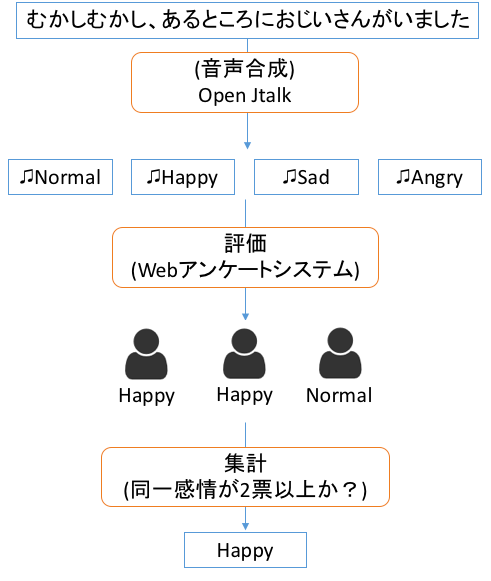 むかしむかし、あるところにおじいさんがいました
(音声合成)
Open Jtalk
♫Normal
♫Happy
♫Sad
♫Angry
評価
(Webアンケートシステム)
Happy
Happy
Normal
集計
(同一感情が2票以上か？)
Happy